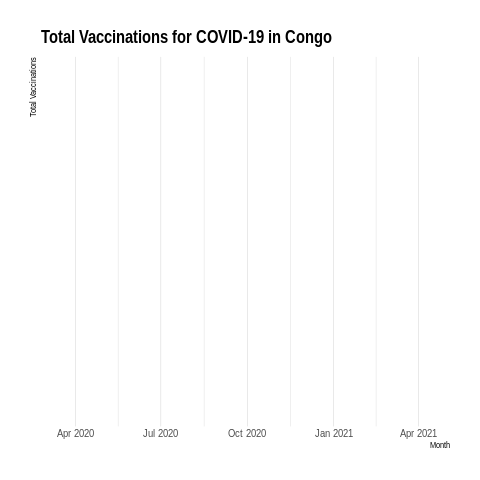 Total Vaccinations for COVID-19 in Congo
Total Vaccinations
Apr 2020
Jul 2020
Oct 2020
Jan 2021
Apr 2021
Month